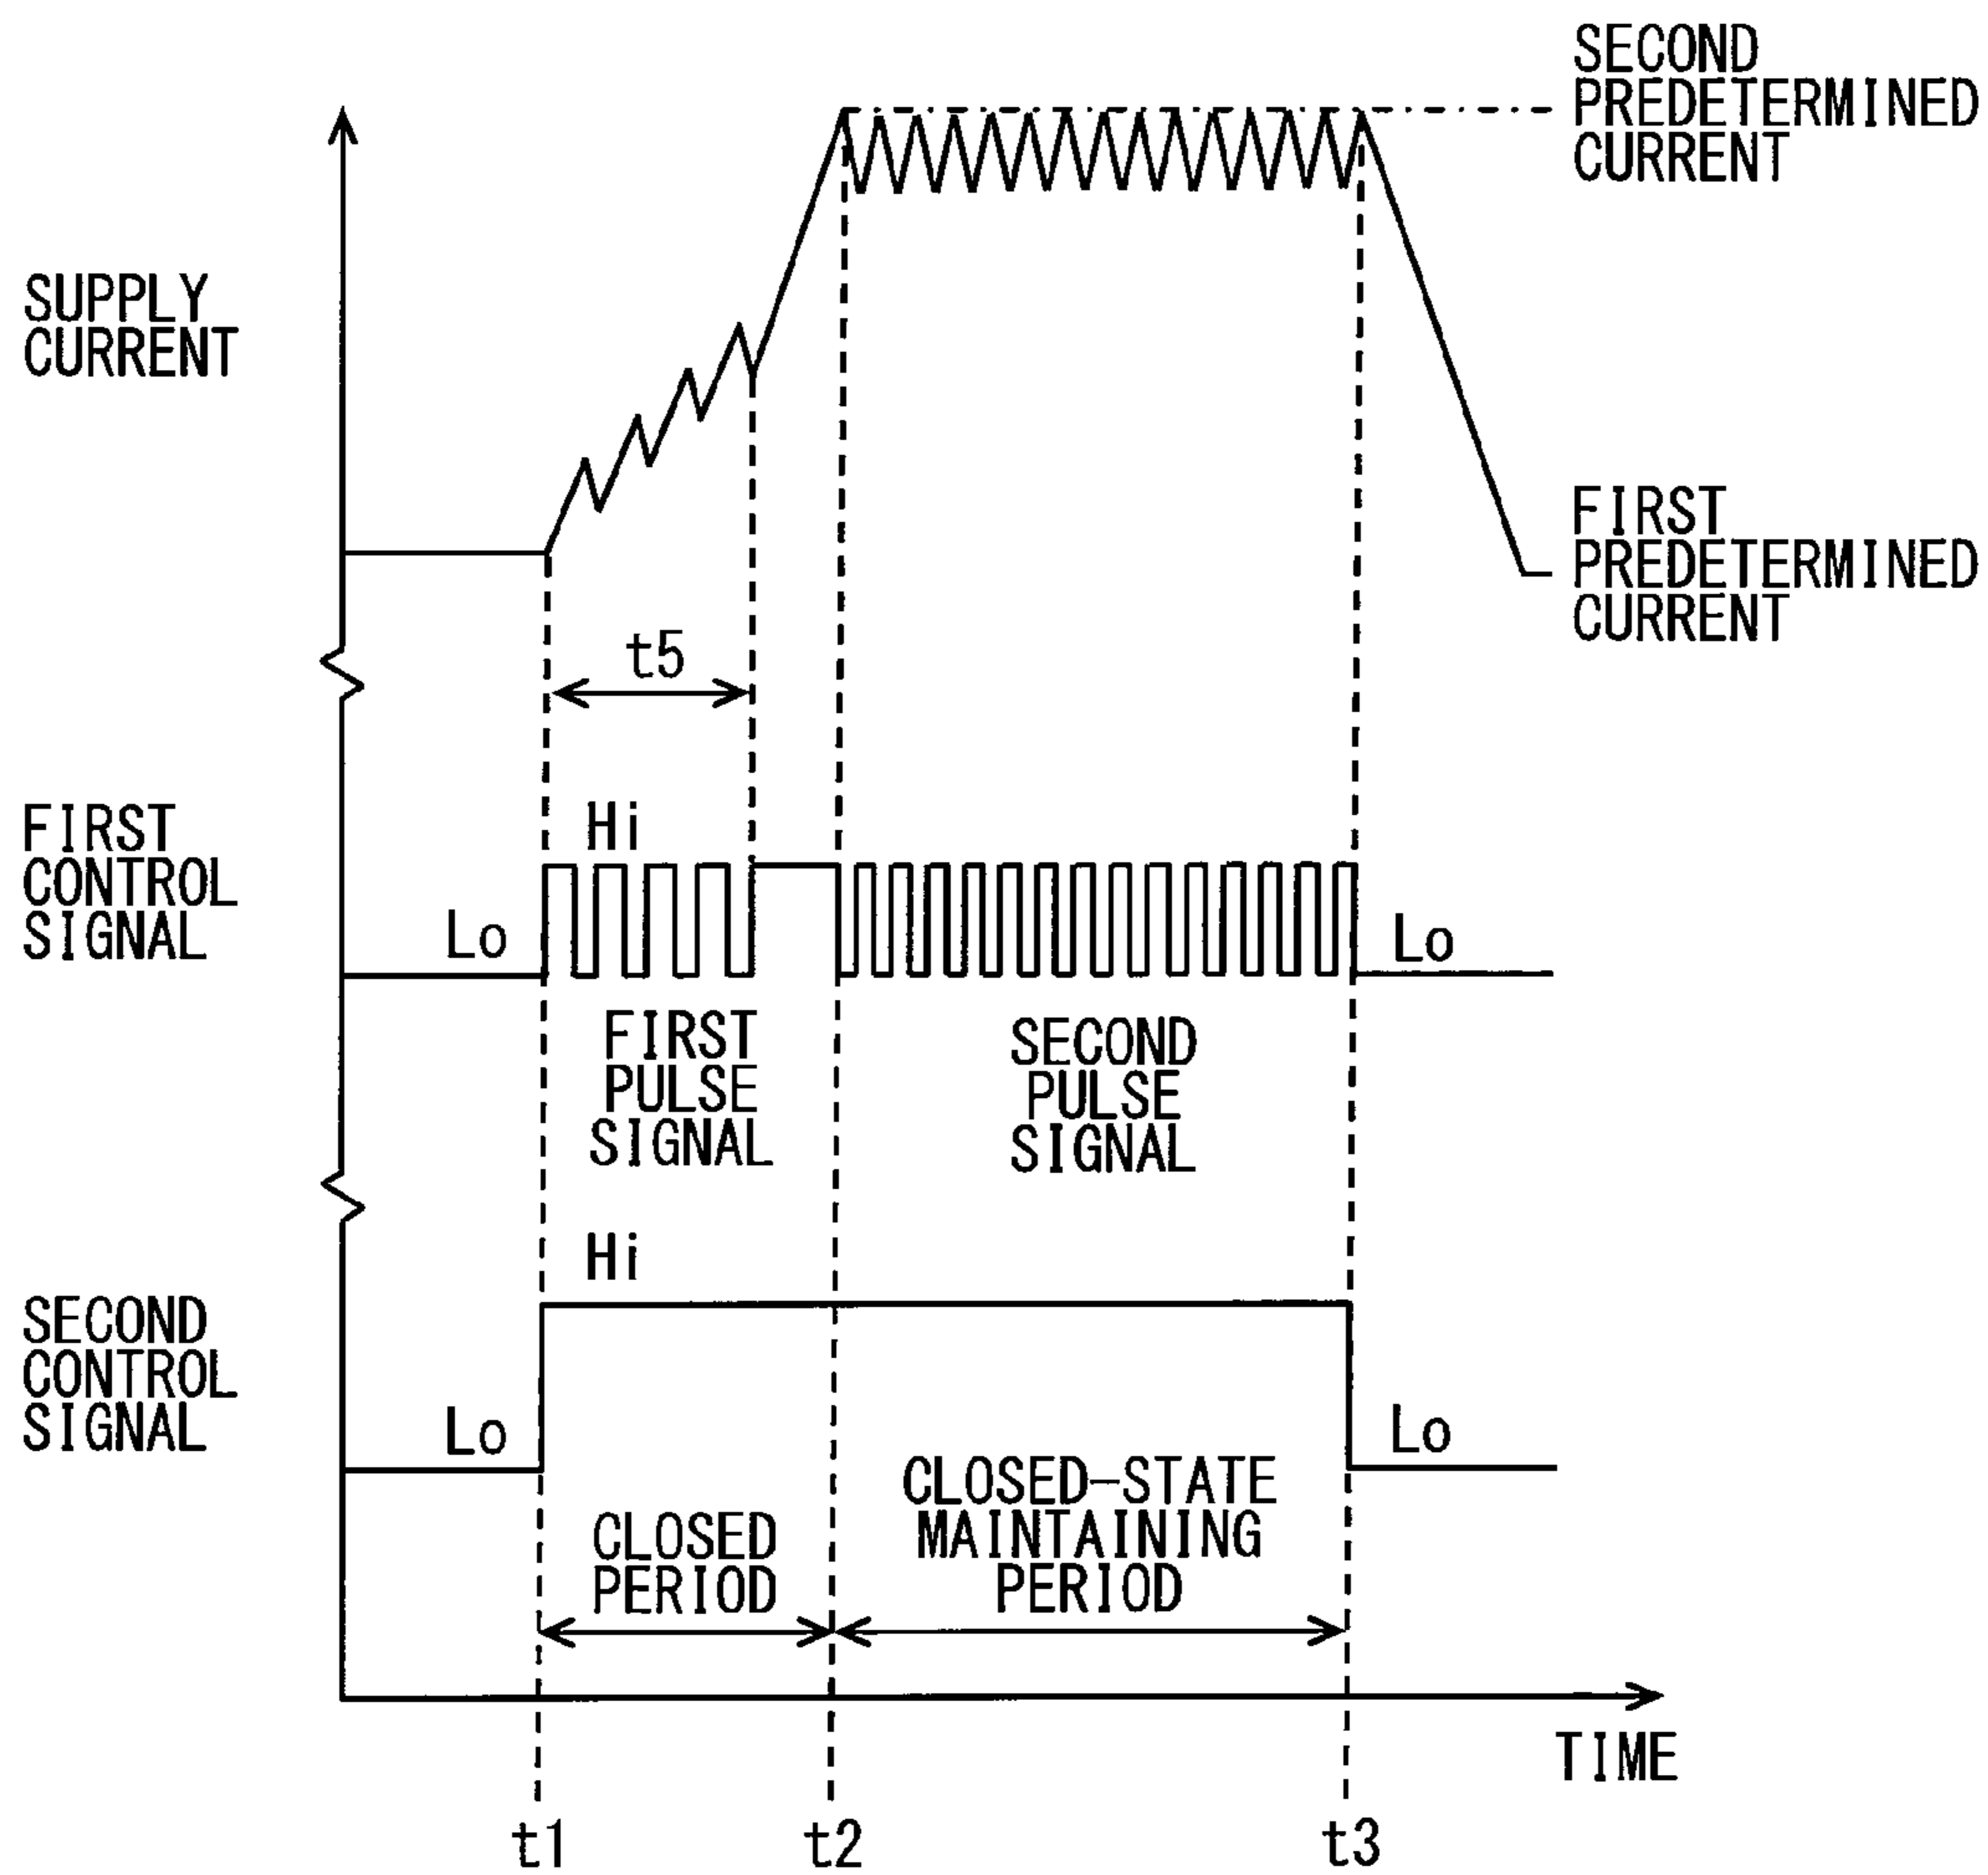 SECOND
PREDETERMINED
CURRENT
SUPPLY
CURRENT
FIRST
PREDETERMINED
CURRENT
t5
Hi
FIRST
CONTROL
SIGNAL
Lo
Lo
FIRST
PULSE
SIGNAL
SECOND
PULSE
SIGNAL
Hi
SECOND
CONTROL
SIGNAL
Lo
Lo
CLOSED
PERIOD
CLOSED-STATE
MAINTAINING
PERIOD
TIME
t1
t2
t3